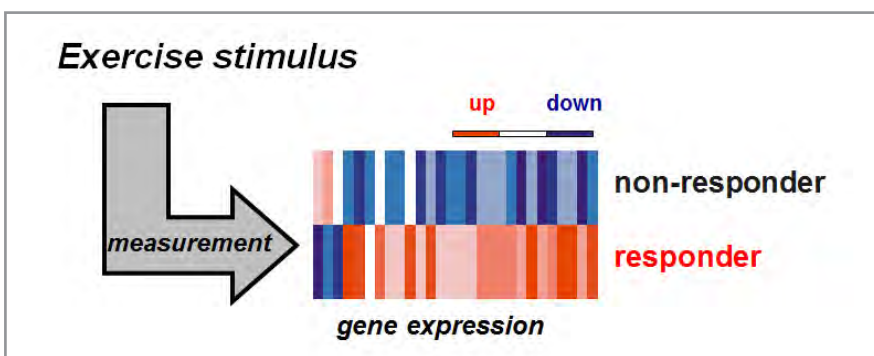 Exercise stimulus
up down
non-responder
measurement
responder
gene expression